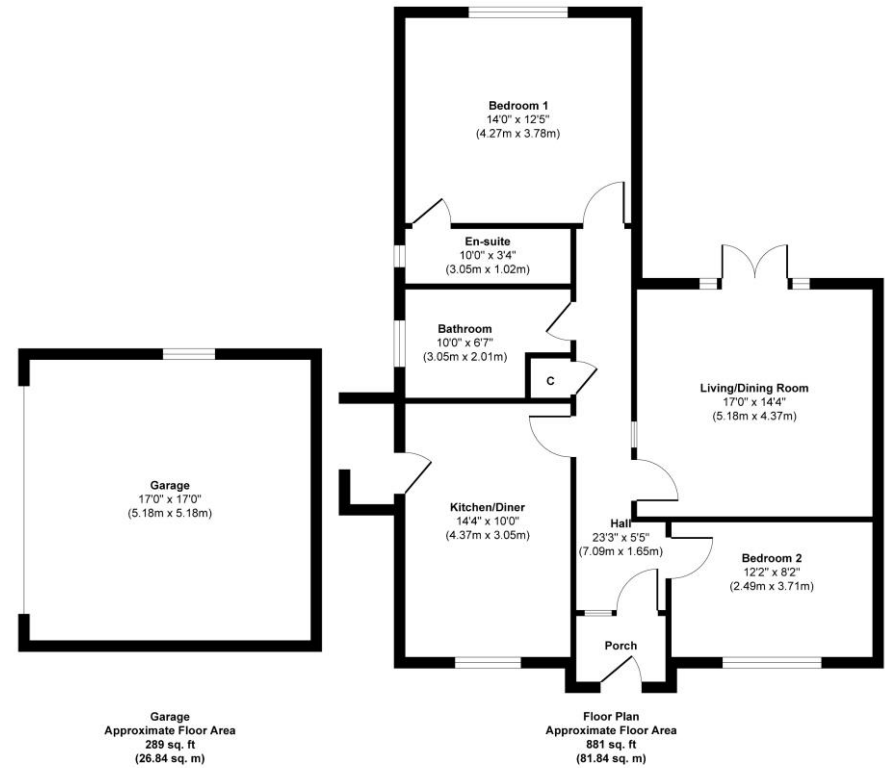 Bedroom 1
14'0" x 12'5"
(4.27m x 3.78m)
En-suite
10'0" x 3'4"
(3.05m x 1.02m)
Bathroom
10'0" x 6'7"
(3.05m x 2.01m)
C
Living/Dining Room
17'0" x 14'4"
(5.18m x 4.37m)
Garage
17'0" x 17'0"
(5.18m x 5.18m)
Kitchen/Diner
14'4" x 10'0"
(4.37m x 3.05m)
Hall
23'3" x 5'5"
(7.09m x 1.65m)
Bedroom 2
12'2" x 8'2"
(2.49m x 3.71m)
Porch
Garage
Approximate Floor Area
289 sq. ft
(26.84 sq. m)
Floor Plan
Approximate Floor Area
881 sq. ft
(81.84 sq. m)